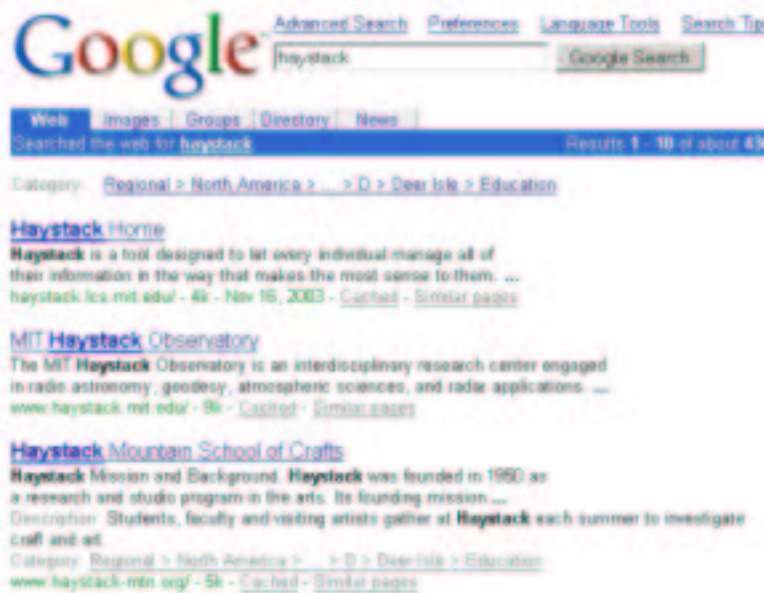 Google Advanced Search Preferences Language Tools Search Tips
haystack Google Search
Web Images Groups Directory News
Searched the web for haystack Results 1 - 10 of about
Category: Regional > North America > ... > D > Deer Isle > Education
Haystack Home
Haystack is a tool designed to let every individual manage all of
their information in the way that makes the most sense to them. ...
haystack.lcs.mit.edu/ - 4k - Nov 16, 2003 - Cached - Similar pages
MIT Haystack Observatory
The MIT Haystack Observatory is an interdisciplinary research center engaged
in radio astronomy, geodesy, atmospheric sciences, and radar applications. ...
www.haystack.mit.edu/ - 9k - Cached - Similar pages
Haystack Mountain School of Crafts
Haystack Mission and Background. Haystack was founded in 1950 as
a research and studio program in the arts. Its founding mission ...
Description: Students, faculty and visiting artists gather at Haystack each summer to investigate
craft and art.
Category: Regional > North America > ... > D > Deer Isle > Education
www.haystack-mtn.org/ - 5k - Cached - Similar pages